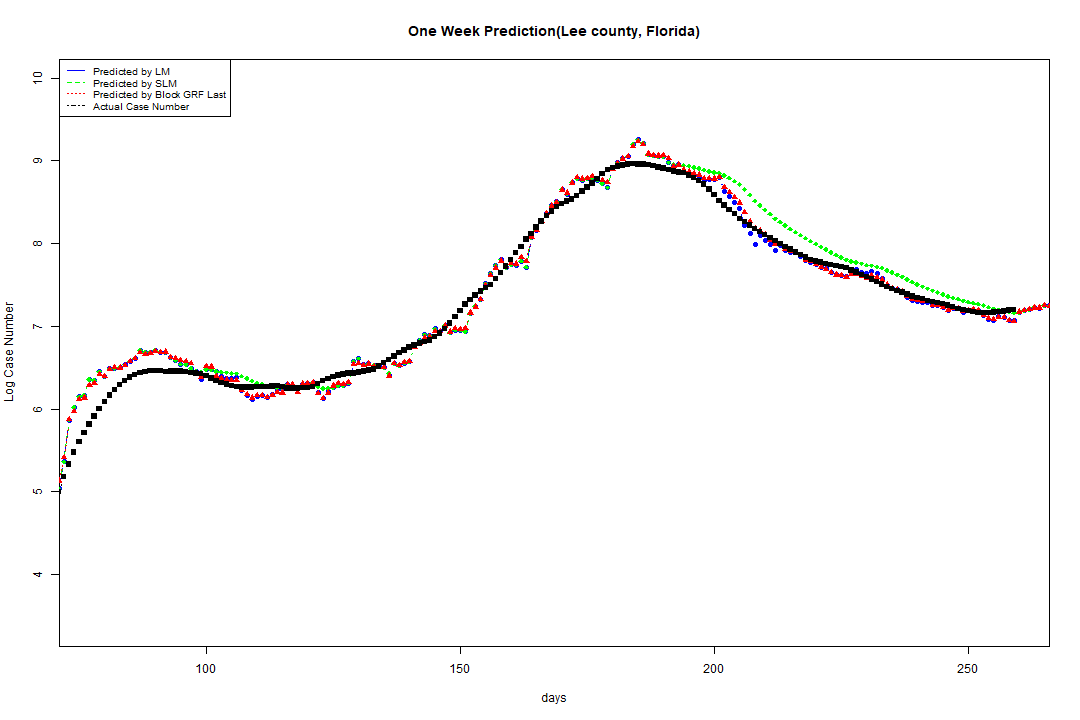 One Week Prediction(Lee county, Florida)
Predicted by LM
Predicted by SLM
Predicted by Block GRF Last
Actual Case Number
10
9
8
7
6
5
4
Log Case Number
100 150 200 250
days